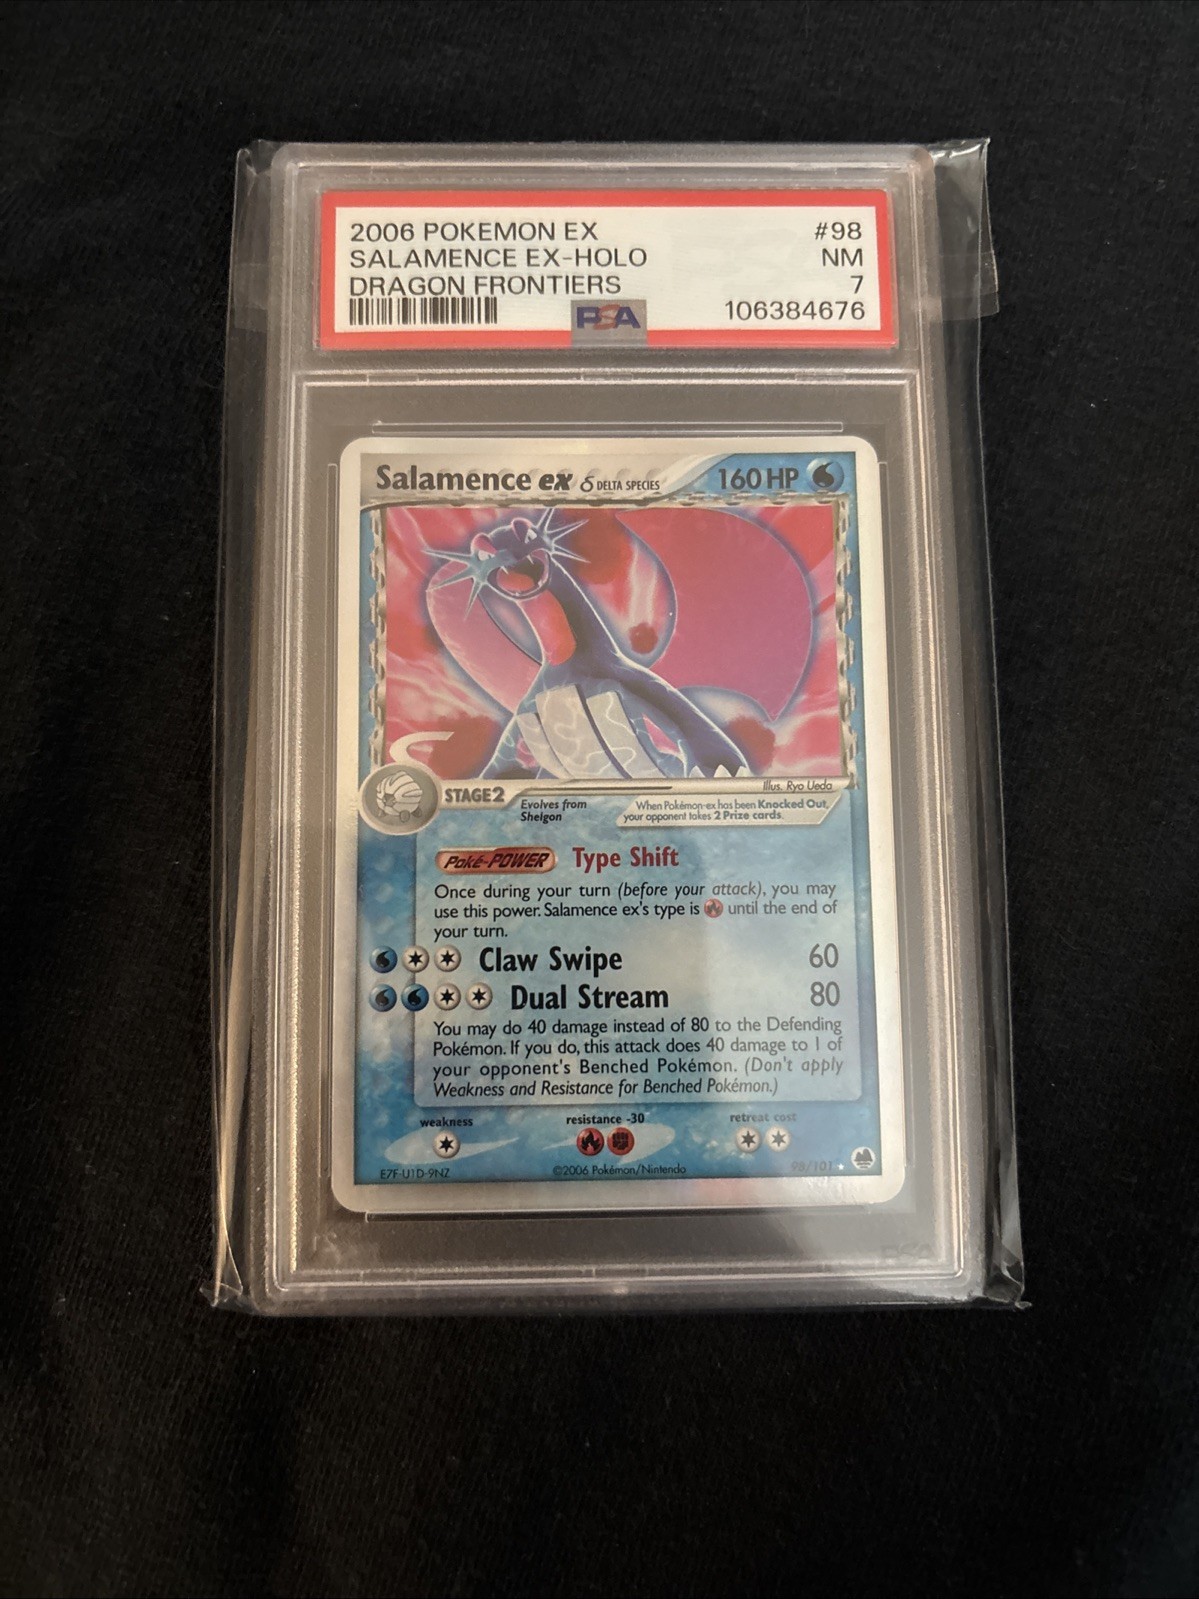 2006 POKEMON EX #98
SALAMENCE EX-HOLO NM
DRAGON FRONTIERS 7
PSA 106384676
Salamence ex δ DELTA SPECIES 160 HP
Illus. Ryo Ueda
STAGE2
Evolves from
Shelgon
When Pokémon-ex has been Knocked Out,
your opponent takes 2 Prize cards.
Poké-POWER Type Shift
Once during your turn (before your attack), you may
use this power. Salamence ex's type is until the end of
your turn.
Claw Swipe 60
Dual Stream 80
You may do 40 damage instead of 80 to the Defending
Pokémon. If you do, this attack does 40 damage to 1 of
your opponent's Benched Pokémon. (Don't apply
Weakness and Resistance for Benched Pokémon.)
weakness resistance -30 retreat cost
E7F-U1D-9NZ ©2006 Pokémon/Nintendo 98/101 ★
PSA